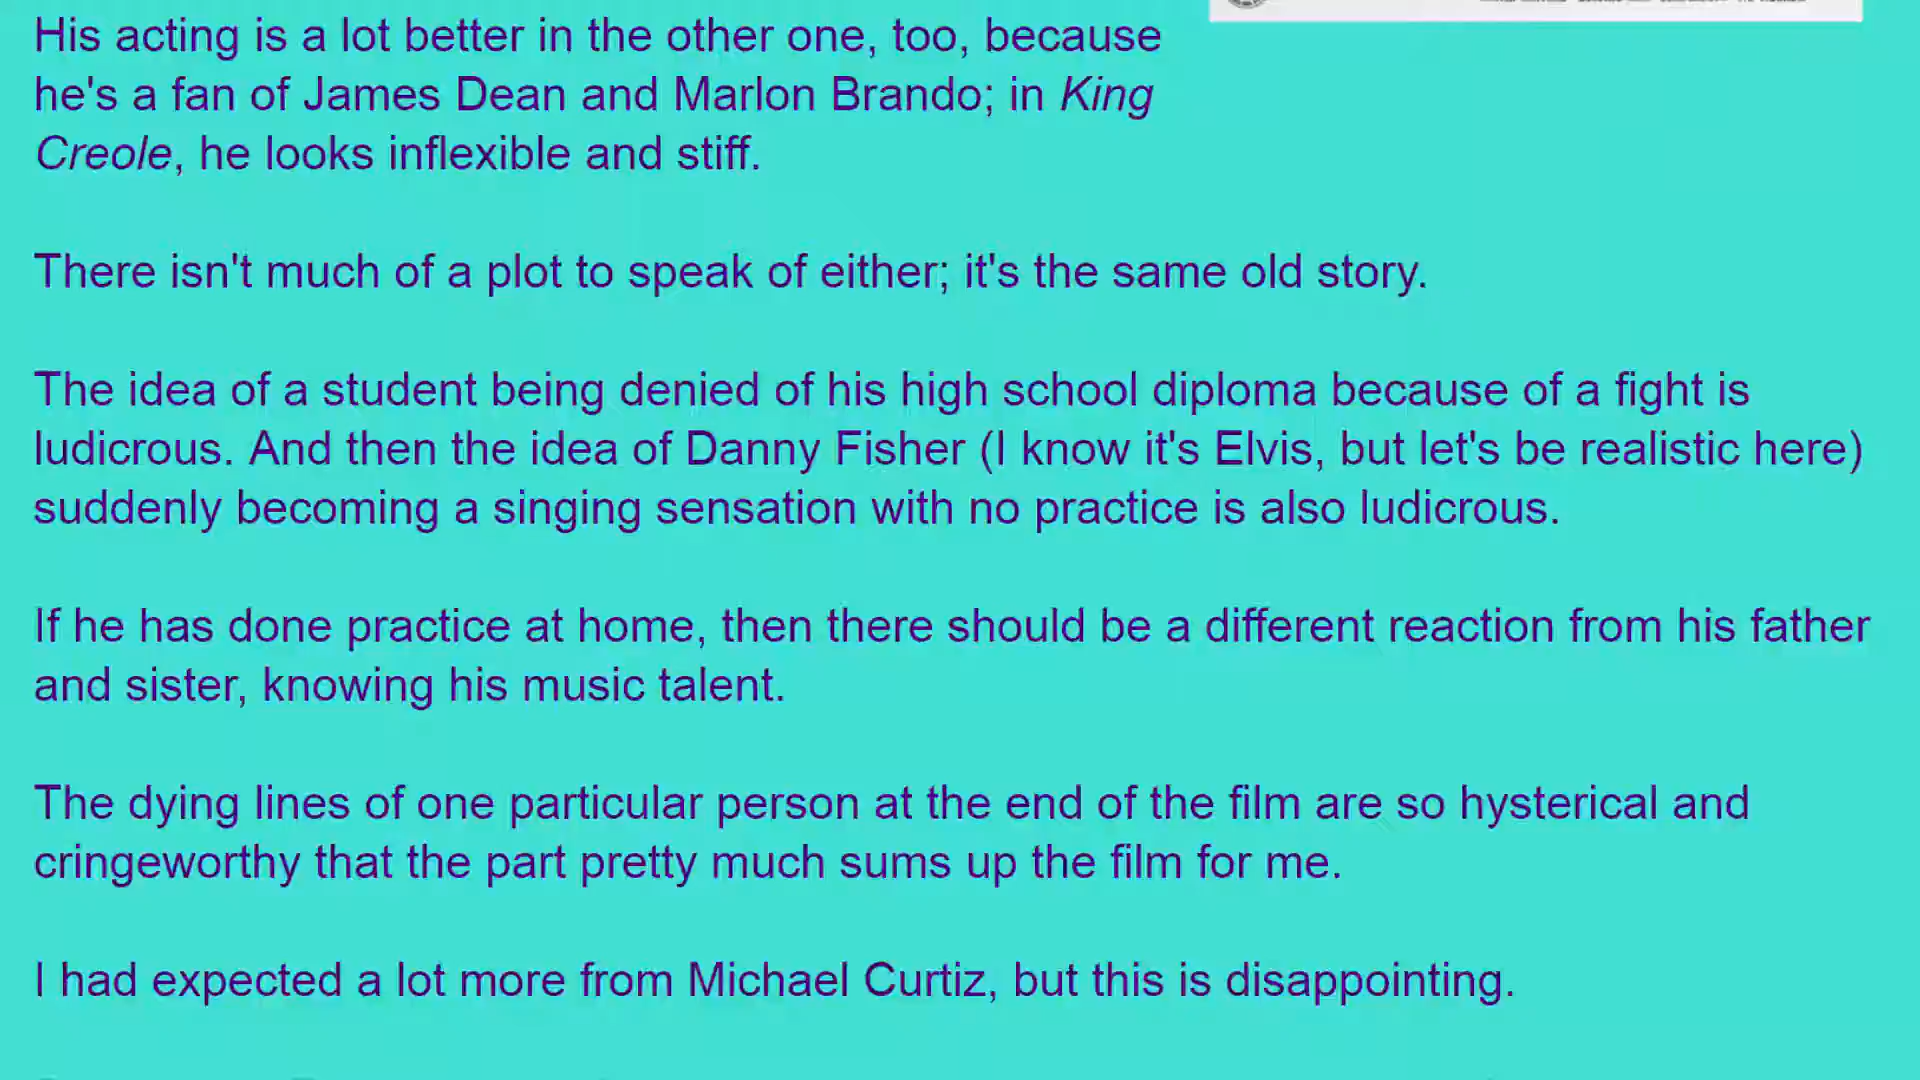 His acting is a lot better in the other one, too, because
he's a fan of James Dean and Marlon Brando; in King
Creole, he looks inflexible and stiff.
There isn't much of a plot to speak of either; it's the same old story.
The idea of a student being denied of his high school diploma because of a fight is
ludicrous. And then the idea of Danny Fisher (I know it's Elvis, but let's be realistic here)
suddenly becoming a singing sensation with no practice is also ludicrous.
If he has done practice at home, then there should be a different reaction from his father
and sister, knowing his music talent.
The dying lines of one particular person at the end of the film are so hysterical and
cringeworthy that the part pretty much sums up the film for me.
I had expected a lot more from Michael Curtiz, but this is disappointing.